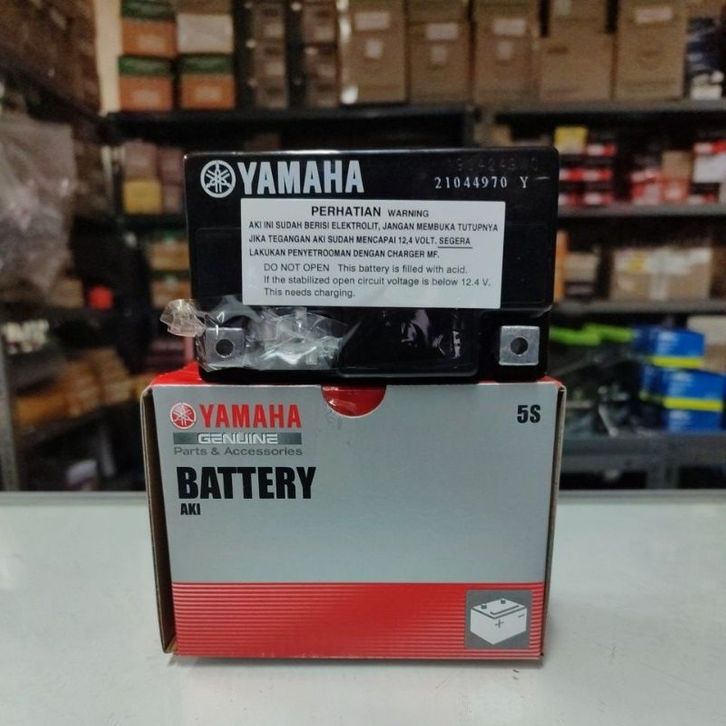 YAMAHA
21044970 Y
PERHATIAN WARNING
AKI INI SUDAH BERISI ELEKTROLIT, JANGAN MEMBUKA TUTUPNYA
JIKA TEGANGAN AKI SUDAH MENCAPAI 12,4 VOLT. SEGERA
LAKUKAN PENYETROOMAN DENGAN CHARGER MF.
DO NOT OPEN This battery is filled with acid.
If the stabilized open circuit voltage is below 12.4 V.
This needs charging.
YAMAHA
5S
GENUINE
Parts & Accessories
BATTERY
AKI